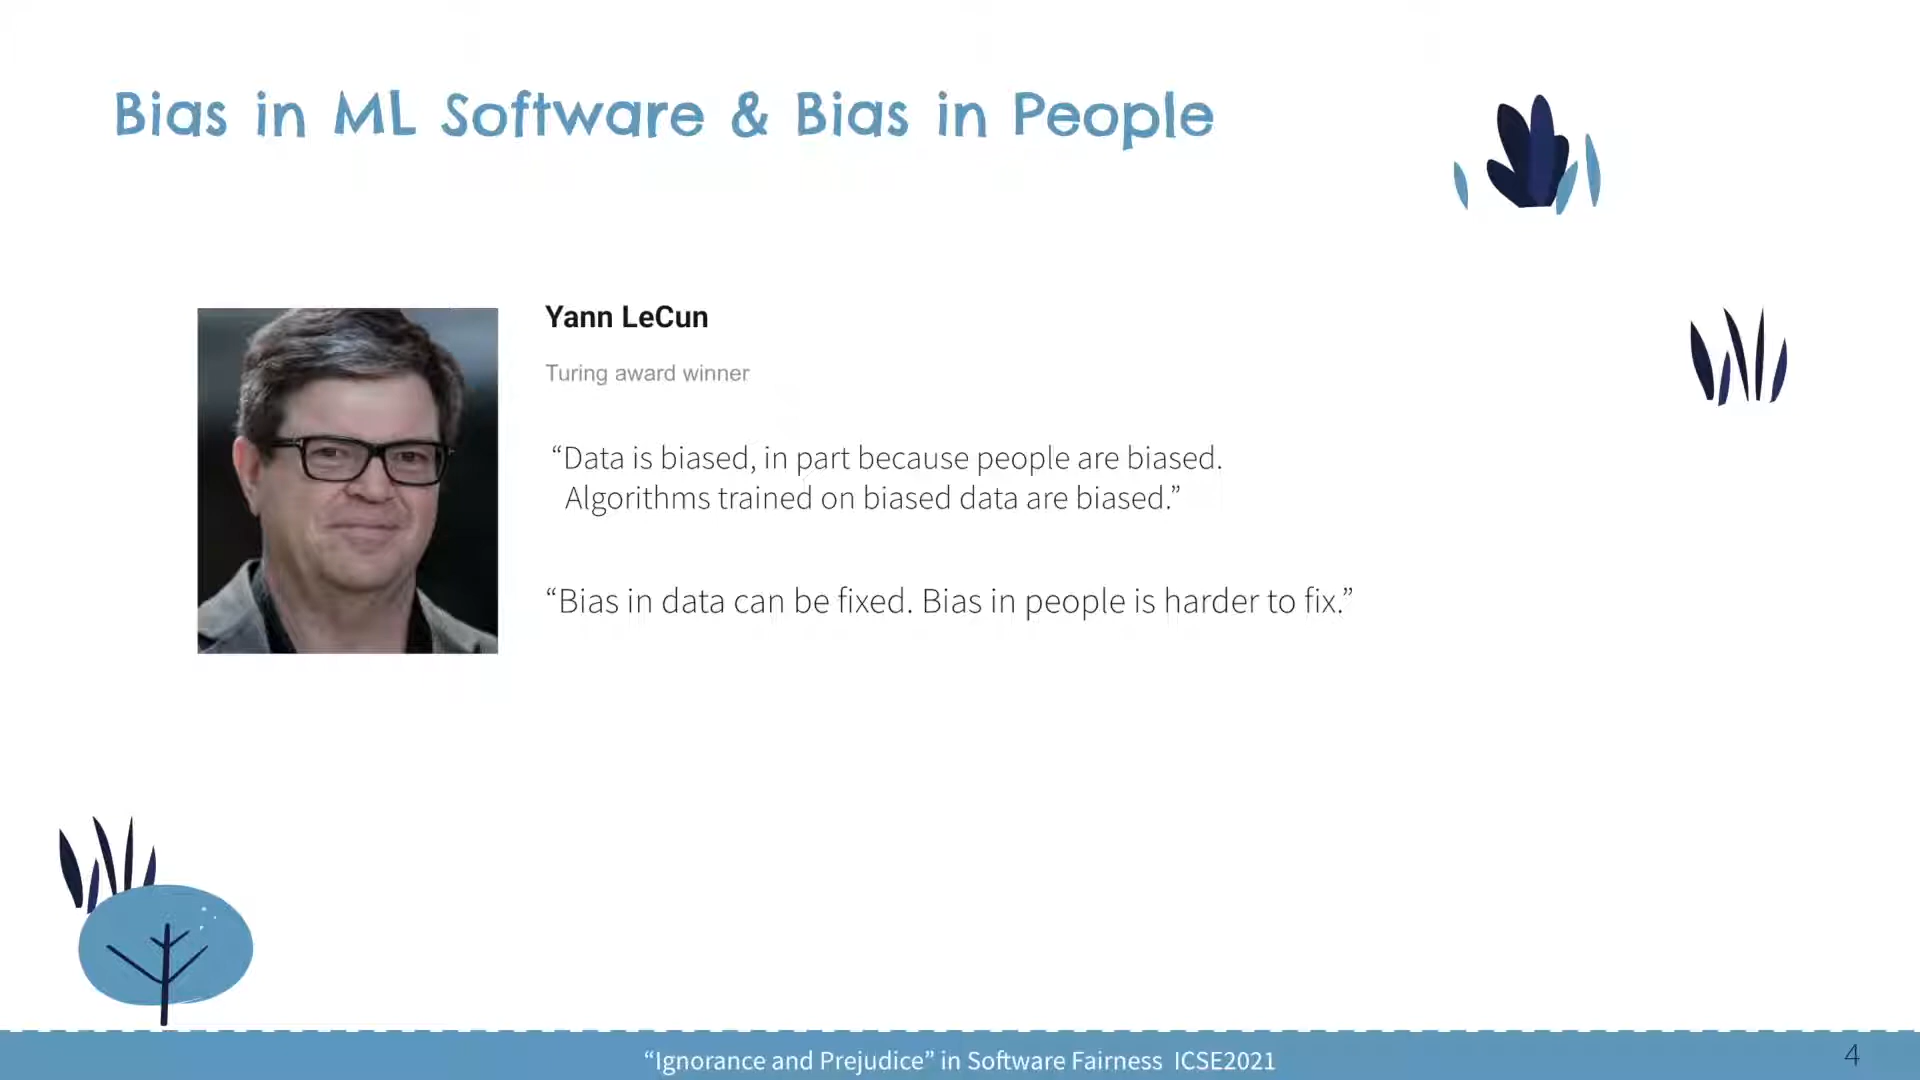 Bias in ML Software & Bias in People
Yann LeCun
Turing award winner
“Data is biased, in part because people are biased.
Algorithms trained on biased data are biased.”
“Bias in data can be fixed. Bias in people is harder to fix.”
“Ignorance and Prejudice” in Software Fairness ICSE2021
4